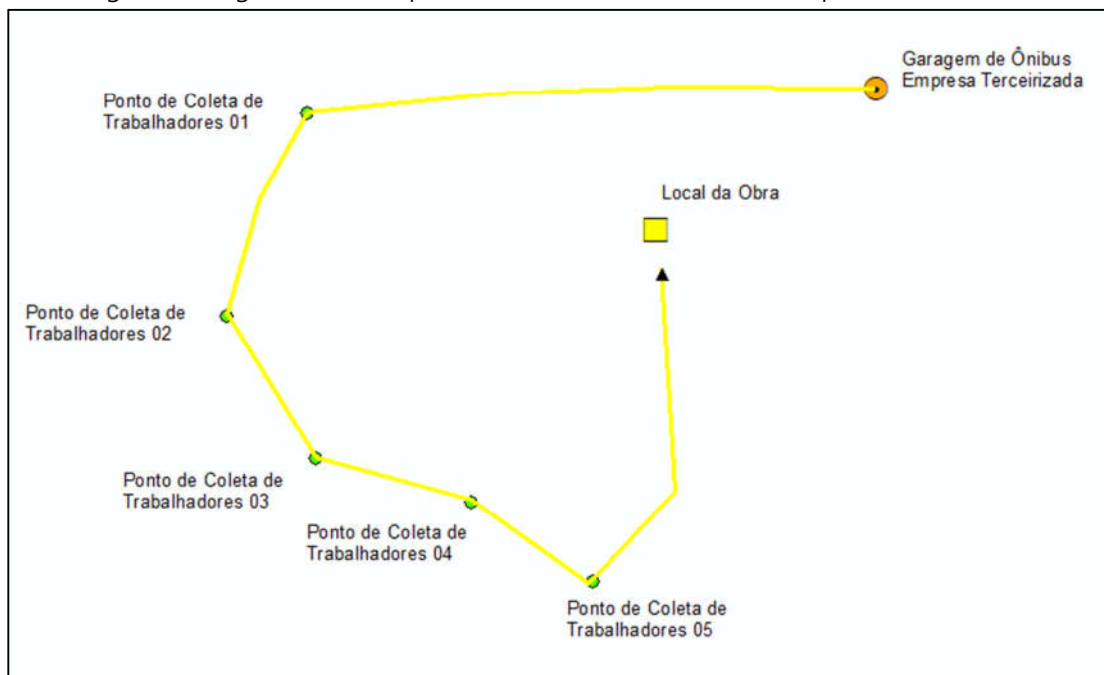 Garagem de Ônibus
Empresa Terceirizada
Ponto de Coleta de
Trabalhadores 01
Local da Obra
Ponto de Coleta de
Trabalhadores 02
Ponto de Coleta de
Trabalhadores 03
Ponto de Coleta de
Trabalhadores 04
Ponto de Coleta de
Trabalhadores 05